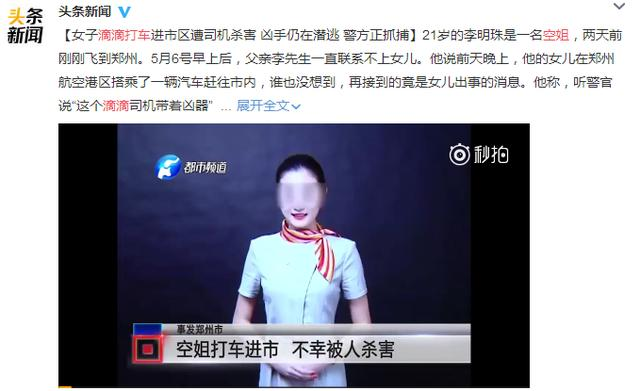 头条
新闻
头条新闻
【女子滴滴打车进市区遭司机杀害 凶手仍在潜逃 警方正抓捕】21岁的李明珠是一名空姐，两天前
刚刚飞到郑州。5月6号早上后，父亲李先生一直联系不上女儿。他说前天晚上，他的女儿在郑州
航空港区搭乘了一辆汽车赶往市内，谁也没想到，再接到的竟是女儿出事的消息。他称，听警官
说“这个滴滴司机带着凶器” ... 展开全文
都市频道
秒拍
事发郑州市
空姐打车进市 不幸被人杀害